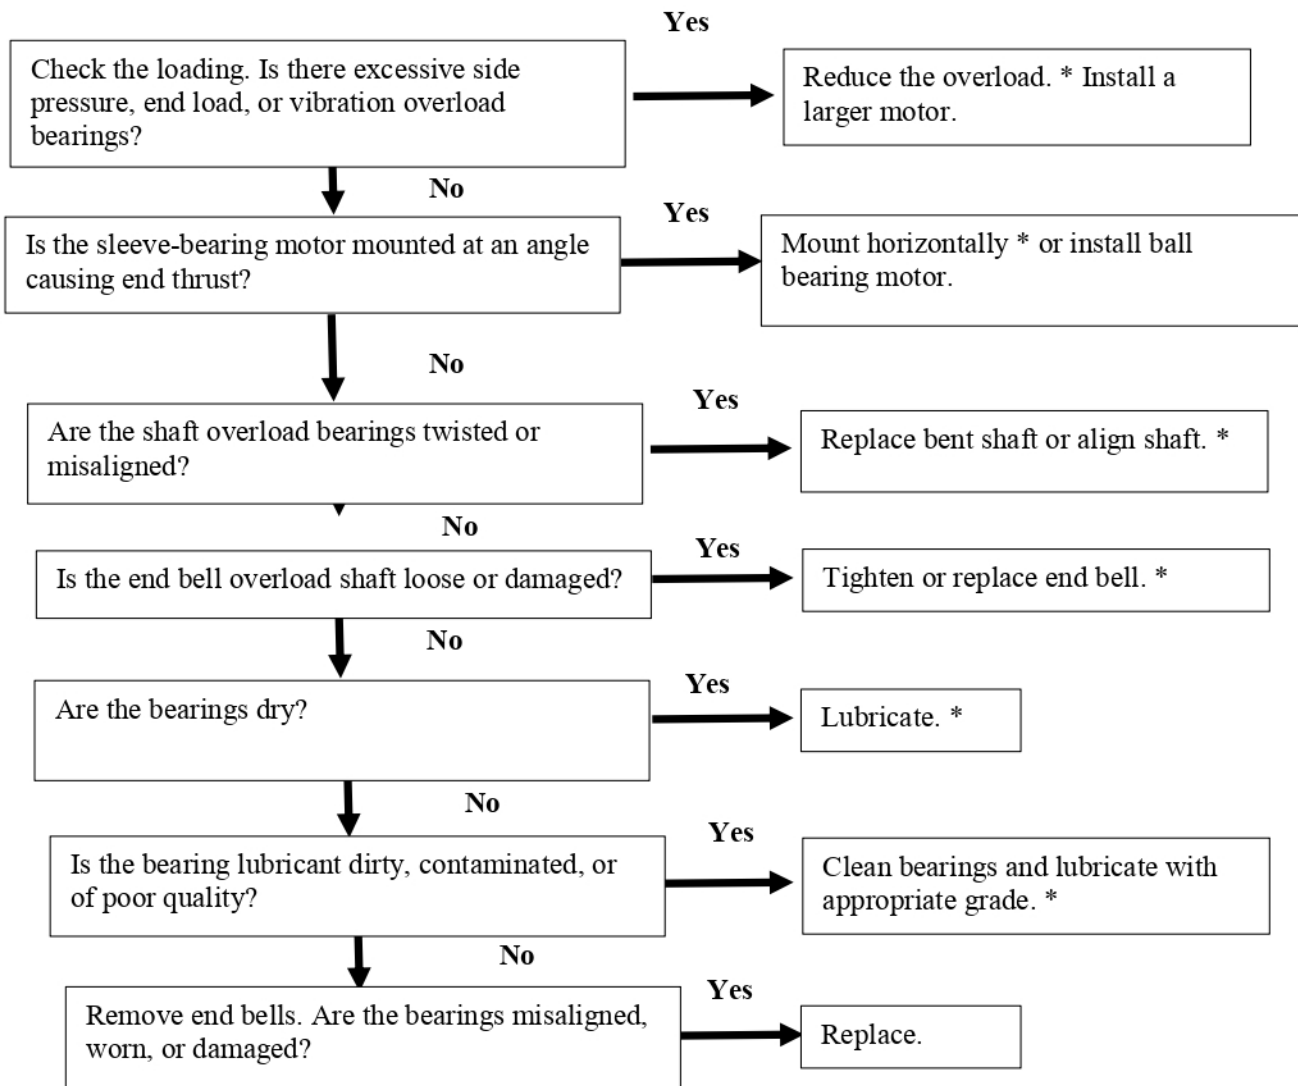 Yes
Check the loading. Is there excessive side
pressure, end load, or vibration overload
bearings?
Reduce the overload. * Install a
larger motor.
No
Yes
Is the sleeve-bearing motor mounted at an angle
causing end thrust?
Mount horizontally * or install ball
bearing motor.
No
Yes
Are the shaft overload bearings twisted or
misaligned?
Replace bent shaft or align shaft. *
No
Yes
Is the end bell overload shaft loose or damaged?
Tighten or replace end bell. *
No
Yes
Are the bearings dry?
Lubricate. *
No
Yes
Is the bearing lubricant dirty, contaminated, or
of poor quality?
Clean bearings and lubricate with
appropriate grade. *
No
Yes
Remove end bells. Are the bearings misaligned,
worn, or damaged?
Replace.